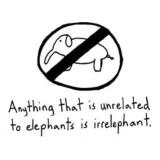 Anything that is unrelated
to elephants is irrelephant.